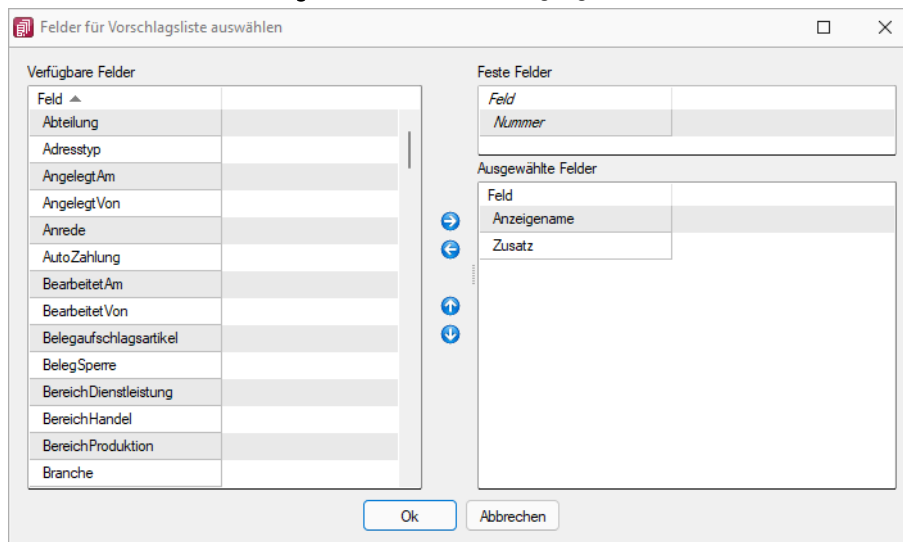 Felder für Vorschlagsliste auswählen
Verfügbare Felder
Feld
Abteilung
Adresstyp
AngelegtAm
AngelegtVon
Anrede
AutoZahlung
BearbeitetAm
BearbeitetVon
Belegaufschlagsartikel
BelegSperre
BereichDienstleistung
BereichHandel
BereichProduktion
Branche
Feste Felder
Feld
Nummer
Ausgewählte Felder
Feld
Anzeigename
Zusatz
Ok
Abbrechen